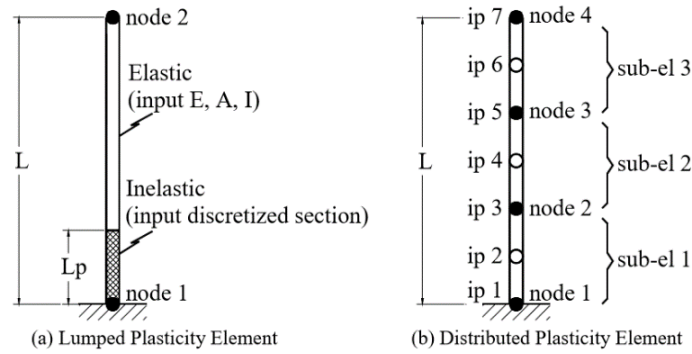 node 2
Elastic
(input E, A, I)
L
Inelastic
(input discretized section)
Lp
node 1
(a) Lumped Plasticity Element
ip 7 node 4
ip 6
sub-el 3
ip 5 node 3
ip 4
L
sub-el 2
ip 3 node 2
ip 2
sub-el 1
ip 1 node 1
(b) Distributed Plasticity Element